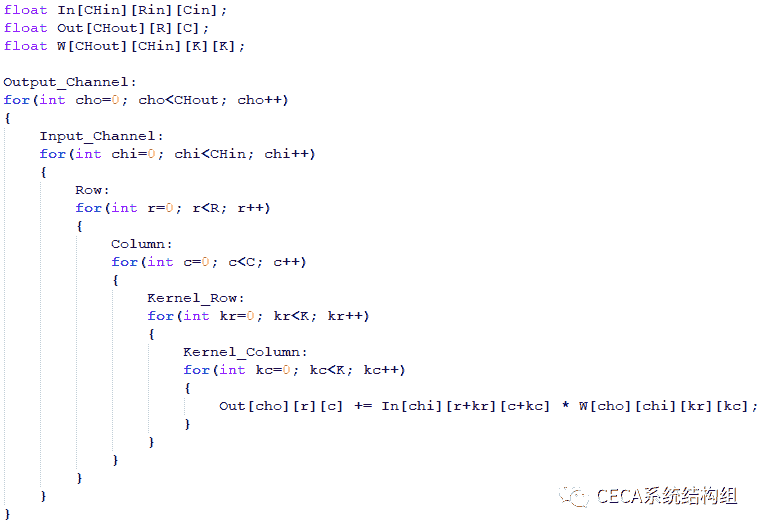 float In[CHin][Rin][Cin];
float Out[CHout][R][C];
float W[CHout][CHin][K][K];

Output_Channel:
for(int cho=0; cho<CHout; cho++)
{
    Input_Channel:
    for(int chi=0; chi<CHin; chi++)
    {
        Row:
        for(int r=0; r<R; r++)
        {
            Column:
            for(int c=0; c<C; c++)
            {
                Kernel_Row:
                for(int kr=0; kr<K; kr++)
                {
                    Kernel_Column:
                    for(int kc=0; kc<K; kc++)
                    {
                        Out[cho][r][c] += In[chi][r+kr][c+kc] * W[cho][chi][kr][kc];
                    }
                }
            }
        }
    }
}
CECA系统结构组